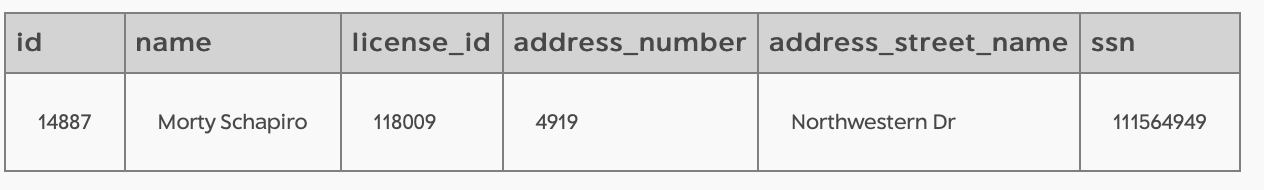 id name license_id address_number address_street_name ssn
14887 Morty Schapiro 118009 4919 Northwestern Dr 111564949